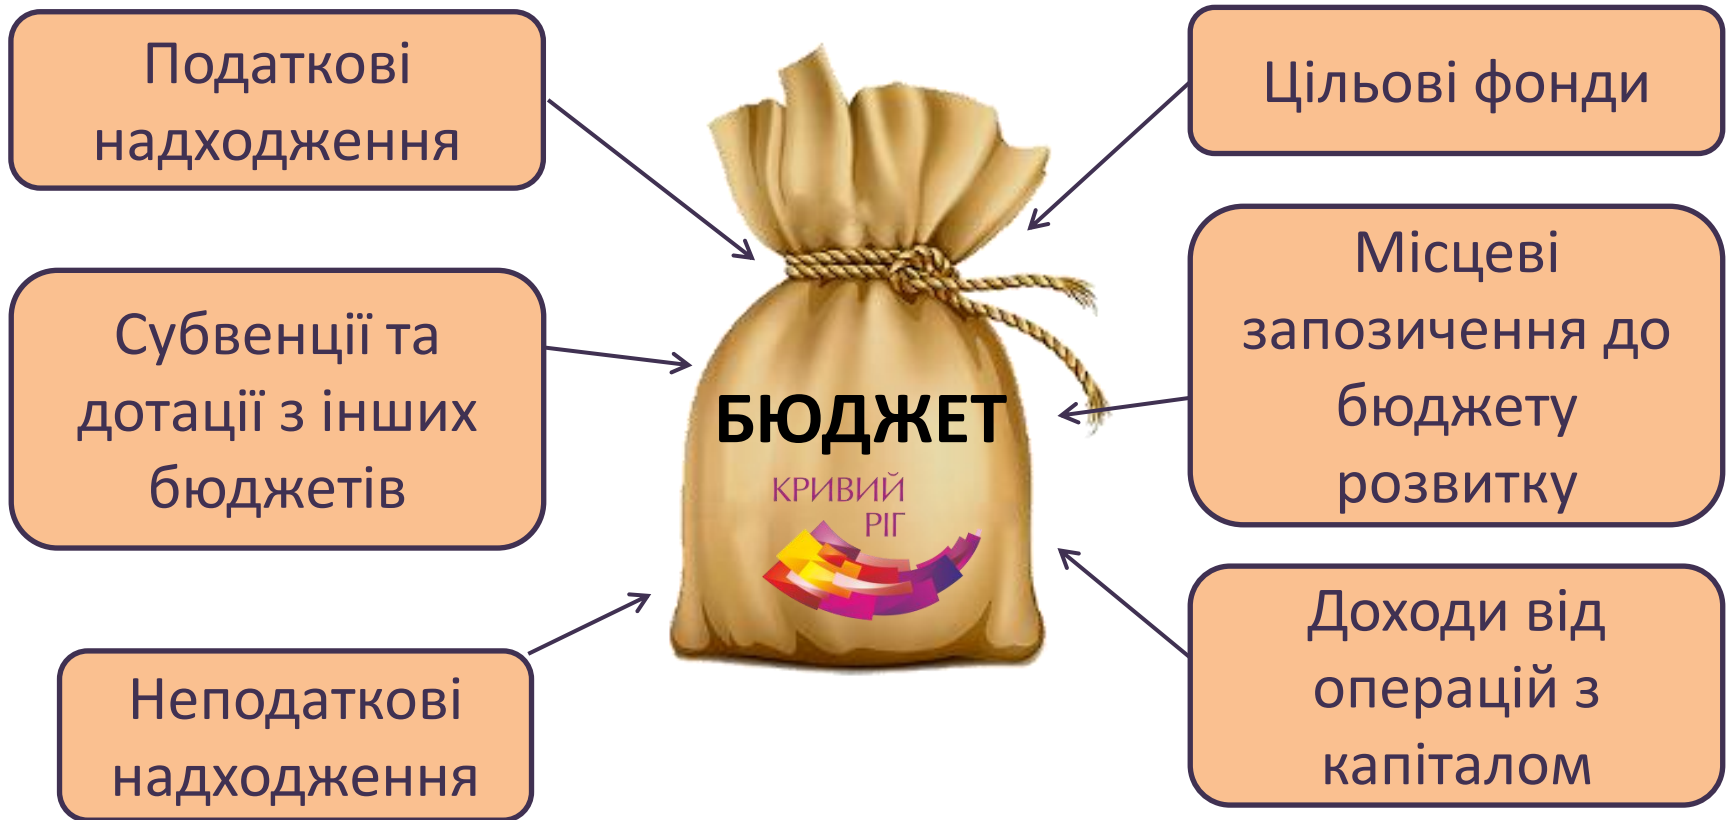 Податкові
надходження
Субвенції та
дотації з інших
бюджетів
Неподаткові
надходження
БЮДЖЕТ
КРИВИЙ
РІГ
Цільові фонди
Місцеві
запозичення до
бюджету
розвитку
Доходи від
операцій з
капіталом